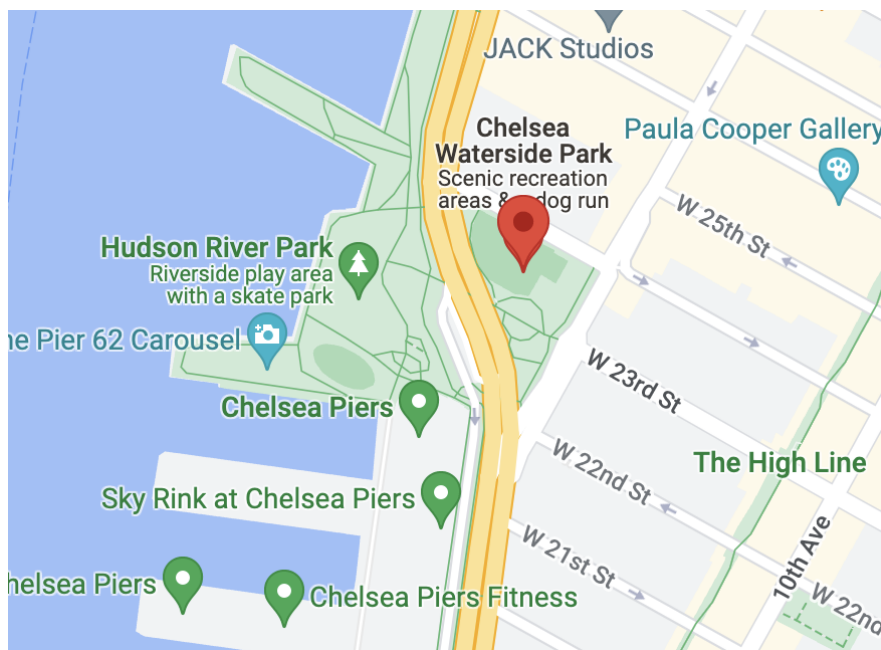 JACK Studios
Chelsea
Waterside Park
Scenic recreation
areas & dog run
Paula Cooper Gallery
W 25th St
Hudson River Park
Riverside play area
with a skate park
ne Pier 62 Carousel
W 23rd St
Chelsea Piers
W 22nd St
The High Line
Sky Rink at Chelsea Piers
W 21st St
10th Ave
helsea Piers
Chelsea Piers Fitness
W 22nd